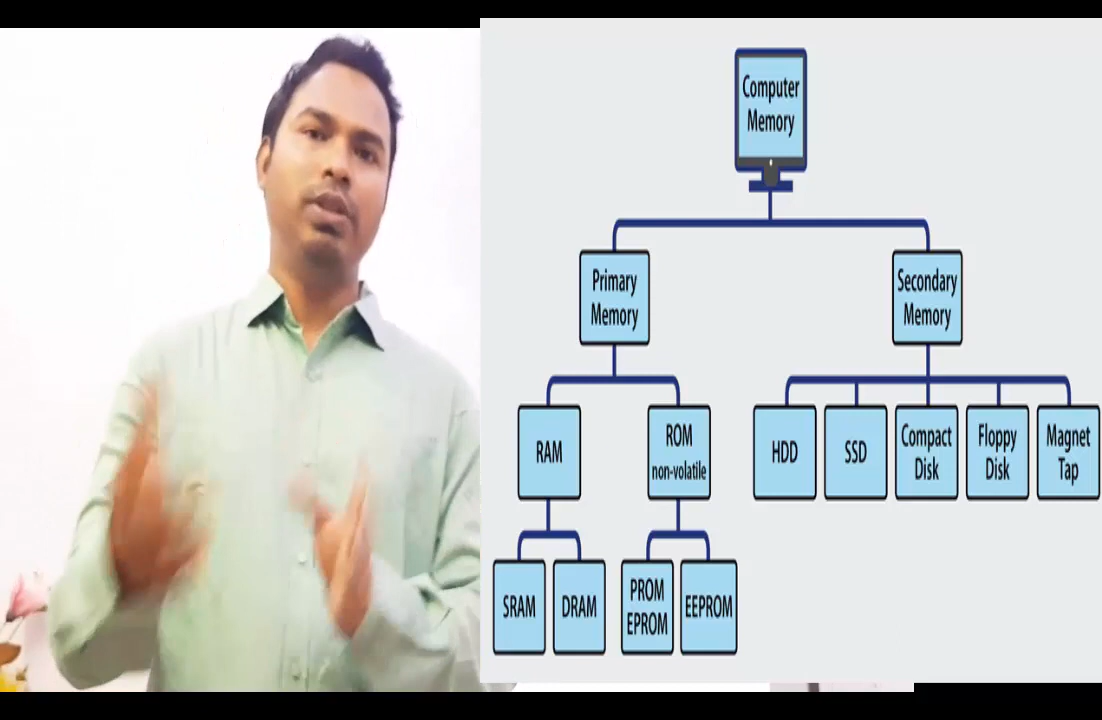 Computer
Memory
Primary
Memory
Secondary
Memory
RAM
ROM
non-volatile
HDD
SSD
Compact
Disk
Floppy
Disk
Magnet
Tap
SRAM
DRAM
PROM
EPROM
EEPROM